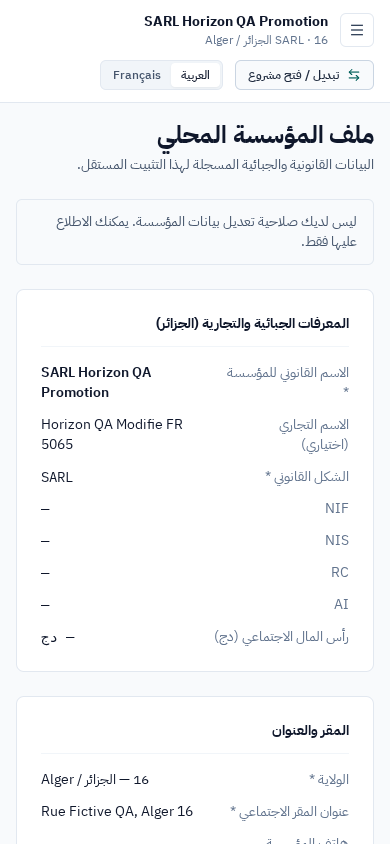 SARL Horizon QA Promotion
SARL · 16 الجزائر / Alger
تبديل / فتح مشروع
العربية
Français
ملف المؤسسة المحلي
البيانات القانونية والجبائية المسجلة لهذا التثبيت المستقل.
ليس لديك صلاحية تعديل بيانات المؤسسة. يمكنك الاطلاع
عليها فقط.
المعرفات الجبائية والتجارية (الجزائر)
الاسم القانوني للمؤسسة
*
SARL Horizon QA
Promotion
الاسم التجاري
(اختياري)
Horizon QA Modifie FR
5065
الشكل القانوني *
SARL
NIF
—
NIS
—
RC
—
AI
—
رأس المال الاجتماعي (دج)
— دج
المقر والعنوان
الولاية *
16 — الجزائر / Alger
عنوان المقر الاجتماعي *
Rue Fictive QA, Alger 16